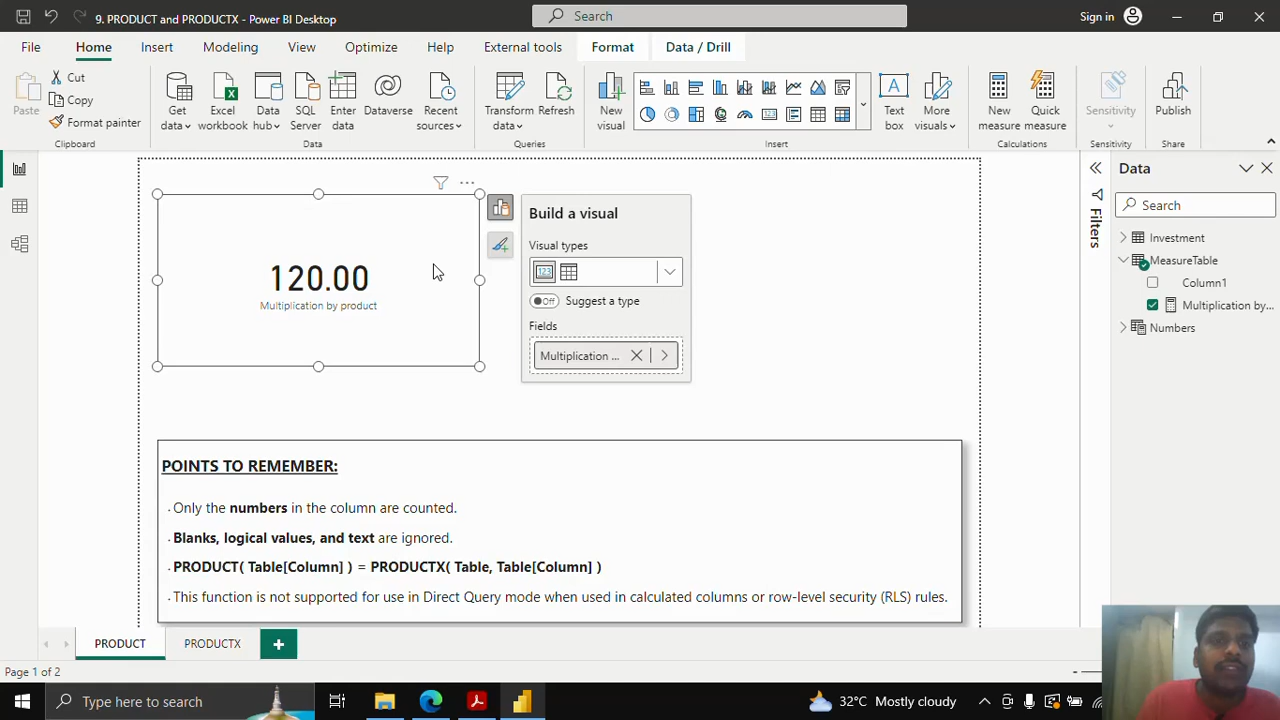 9. PRODUCT and PRODUCTX - Power BI Desktop
Search
Sign in
File
Home
Insert
Modeling
View
Optimize
Help
External tools
Format
Data / Drill
Paste
Cut
Copy
Format painter
Clipboard
Get data
Excel workbook
Data hub
SQL Server
Enter data
Dataverse
Recent sources
Data
Transform data
Refresh
Queries
New visual
Text box
More visuals
Insert
New measure
Quick measure
Calculations
Sensitivity
Sensitivity
Publish
Share
120.00
Multiplication by product
Build a visual
Visual types
123
Off
Suggest a type
Fields
Multiplication ...
Filters
Data
Search
Investment
MeasureTable
Column1
Multiplication by...
Numbers
POINTS TO REMEMBER:
. Only the numbers in the column are counted.
. Blanks, logical values, and text are ignored.
. PRODUCT( Table[Column] ) = PRODUCTX( Table, Table[Column] )
. This function is not supported for use in Direct Query mode when used in calculated columns or row-level security (RLS) rules.
PRODUCT
PRODUCTX
Page 1 of 2
Type here to search
32°C Mostly cloudy